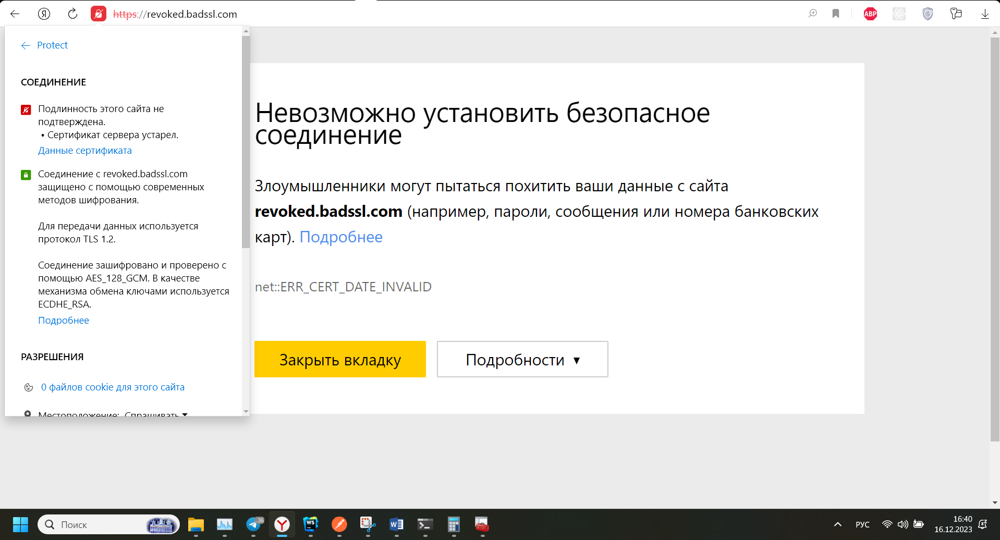 https://revoked.badssl.com
ABP
Protect
СОЕДИНЕНИЕ
Подлинность этого сайта не
подтверждена.
• Сертификат сервера устарел.
Данные сертификата
Соединение с revoked.badssl.com
защищено с помощью современных
методов шифрования.
Для передачи данных используется
протокол TLS 1.2.
Соединение зашифровано и проверено с
помощью AES_128_GCM. В качестве
механизма обмена ключами используется
ECDHE_RSA.
Подробнее
РАЗРЕШЕНИЯ
0 файлов cookie для этого сайта
Местоположение: Спрашивать
Невозможно установить безопасное
соединение
Злоумышленники могут пытаться похитить ваши данные с сайта
revoked.badssl.com (например, пароли, сообщения или номера банковских
карт). Подробнее
net::ERR_CERT_DATE_INVALID
Закрыть вкладку
Подробности ▼
Поиск
..36
WS
РУС
16:40
16.12.2023